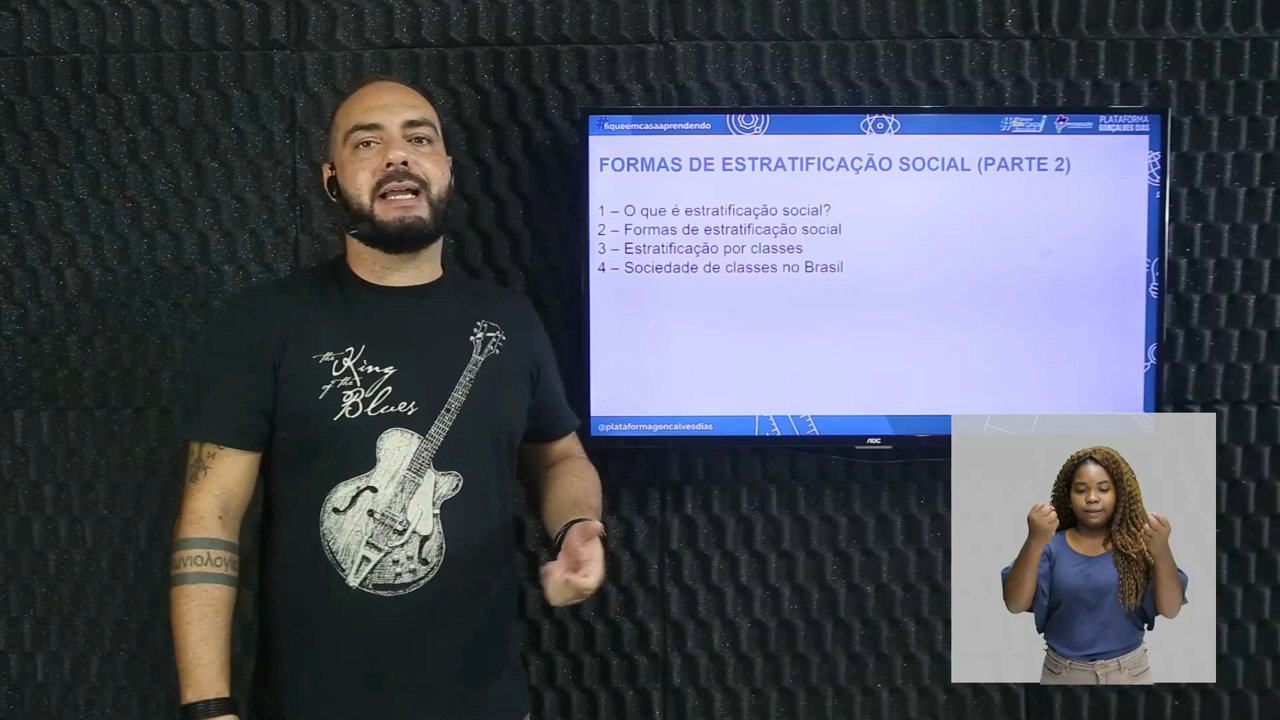 #fiqueemcasaaprendendo
PLATAFORMA
GONÇALVES DIAS
FORMAS DE ESTRATIFICAÇÃO SOCIAL (PARTE 2)
1 – O que é estratificação social?
2 – Formas de estratificação social
3 – Estratificação por classes
4 – Sociedade de classes no Brasil
@plataformagoncalvesdias
AOC
the King
of the
Blues